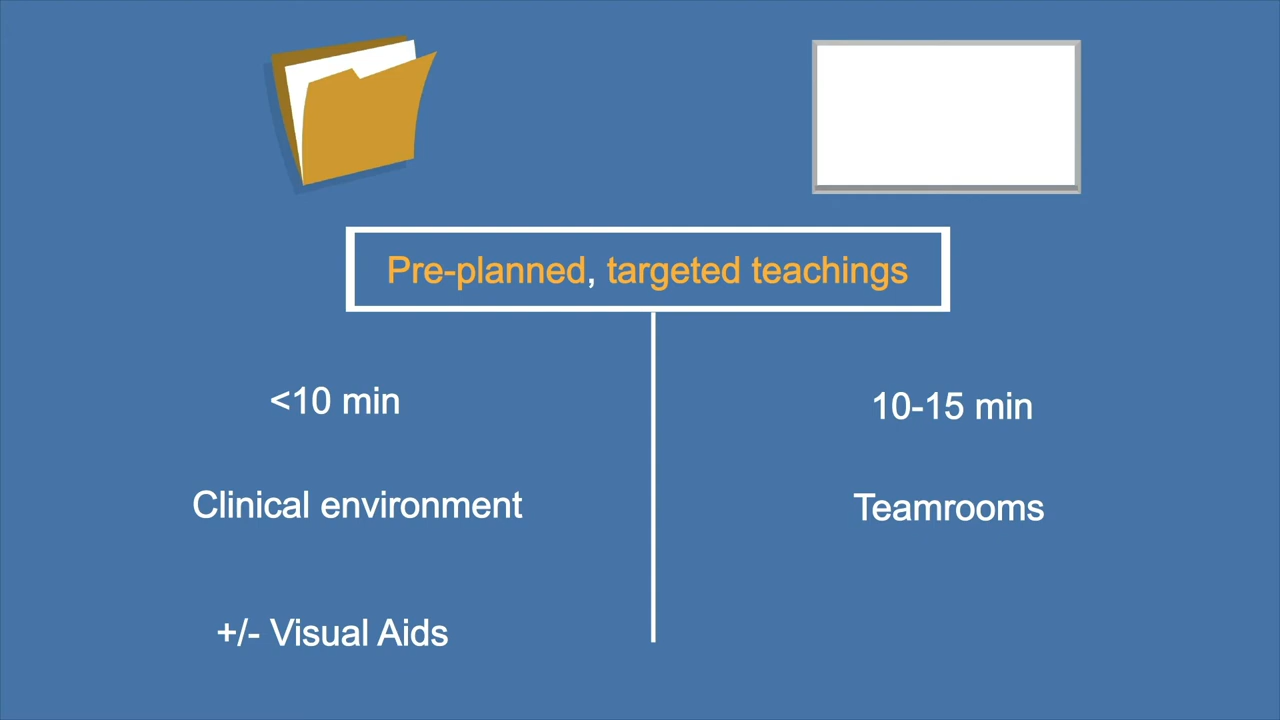 Pre-planned, targeted teachings
<10 min
Clinical environment
+/- Visual Aids
10-15 min
Teamrooms